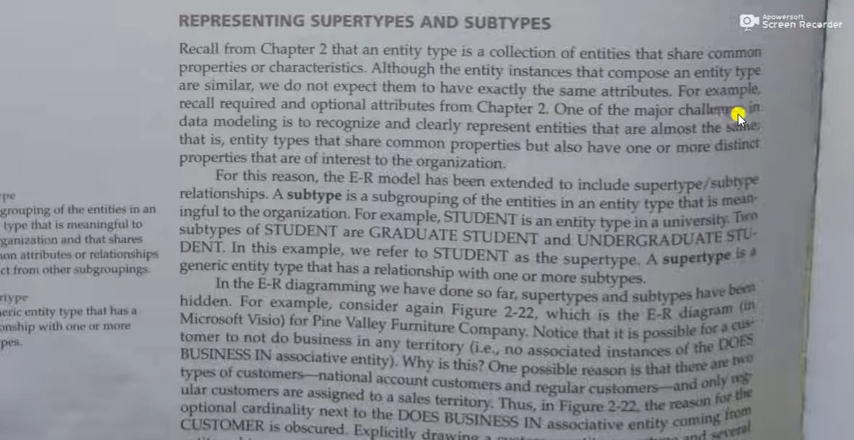 REPRESENTING SUPERTYPES AND SUBTYPES
Apowersoft
Screen Recorder
Recall from Chapter 2 that an entity type is a collection of entities that share common
properties or characteristics. Although the entity instances that compose an entity type
are similar, we do not expect them to have exactly the same attributes. For example,
recall required and optional attributes from Chapter 2. One of the major in
data modeling is to recognize and clearly represent entities that are almost the same,
that is, entity types that share common properties but also have one or more distinct
properties that are of interest to the organization.
For this reason, the E-R model has been extended to include supertype/subtype
relationships. A subtype is a subgrouping of the entities in an entity type that is mean-
ingful to the organization. For example, STUDENT is an entity type in a university. Two
subtypes of STUDENT are GRADUATE STUDENT and UNDERGRADUATE STU-
DENT. In this example, we refer to STUDENT as the supertype. A supertype is a
generic entity type that has a relationship with one or more subtypes.
In the E-R diagramming we have done so far, supertypes and subtypes have been
hidden. For example, consider again Figure 2-22, which is the E-R diagram (in
Microsoft Visio) for Pine Valley Furniture Company. Notice that it is possible for a cus-
tomer to not do business in any territory (i.e., no associated instances of the DOES
BUSINESS IN associative entity). Why is this? One possible reason is that there are two
types of customers—national account customers and regular customers—and only reg-
ular customers are assigned to a sales territory. Thus, in Figure 2-22, the reason for the
optional cardinality next to the DOES BUSINESS IN associative entity coming from
CUSTOMER is obscured. Explicitly drawing a and several
ype
grouping of the entities in an
type that is meaningful to
ganization and that shares
on attributes or relationships
ct from other subgroupings.
rtype
eric entity type that has a
onship with one or more
pes.